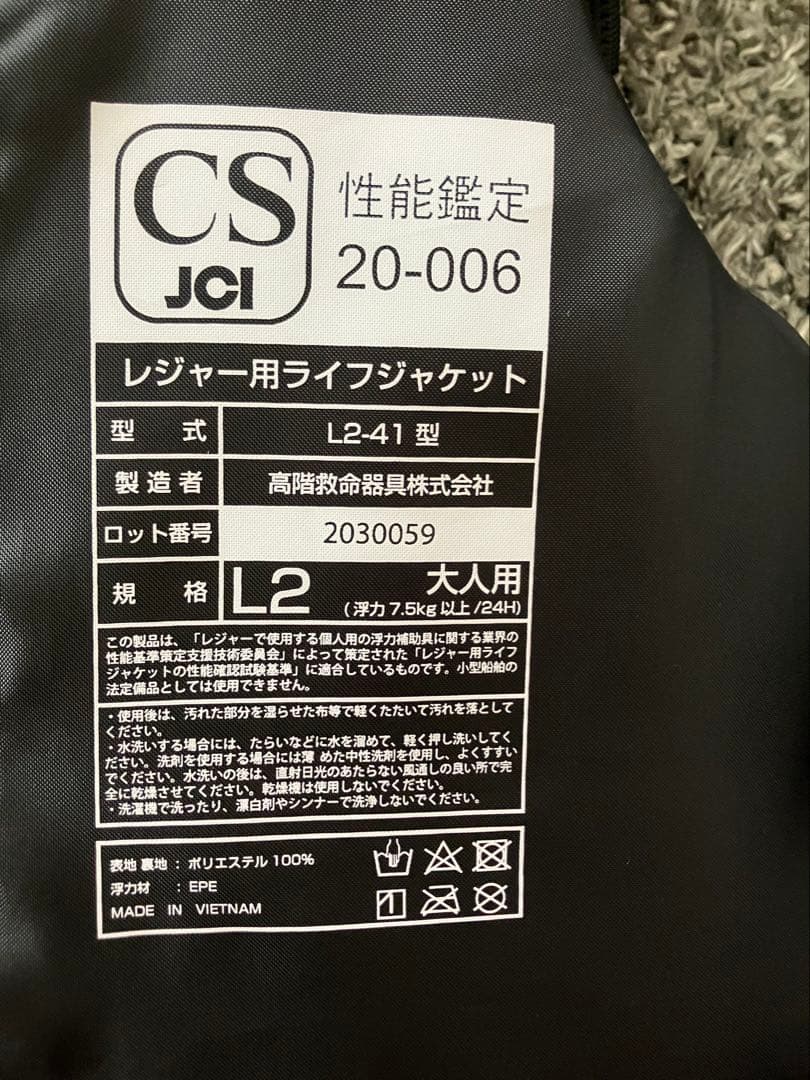 CS
JCI
性能鑑定
20-006
レジャー用ライフジャケット
型 式 L2-41 型
製造者 高階救命器具株式会社
ロット番号 2030059
規 格 L2 大人用
(浮力 7.5kg 以上 /24H)
この製品は、「レジャーで使用する個人用の浮力補助具に関する業界の
性能基準策定支援技術委員会」によって策定された「レジャー用ライフ
ジャケットの性能確認試験基準」に適合しているものです。小型船舶の
法定備品としては使用できません。
・使用後は、汚れた部分を湿らせた布等で軽くたたいて汚れを落として
ください。
・水洗いする場合には、たらいなどに水を溜めて、軽く押し洗いしてく
ださい。洗剤を使用する場合には薄 めた中性洗剤を使用し、よくすすい
でください。水洗いの後は、直射日光のあたらない風通しの良い所で完
全に乾燥させてください。乾燥機は使用しないでください。
・洗濯機で洗ったり、漂白剤やシンナーで洗浄しないでください。
表地 裏地 : ポリエステル 100%
浮力材 : EPE
MADE IN VIETNAM